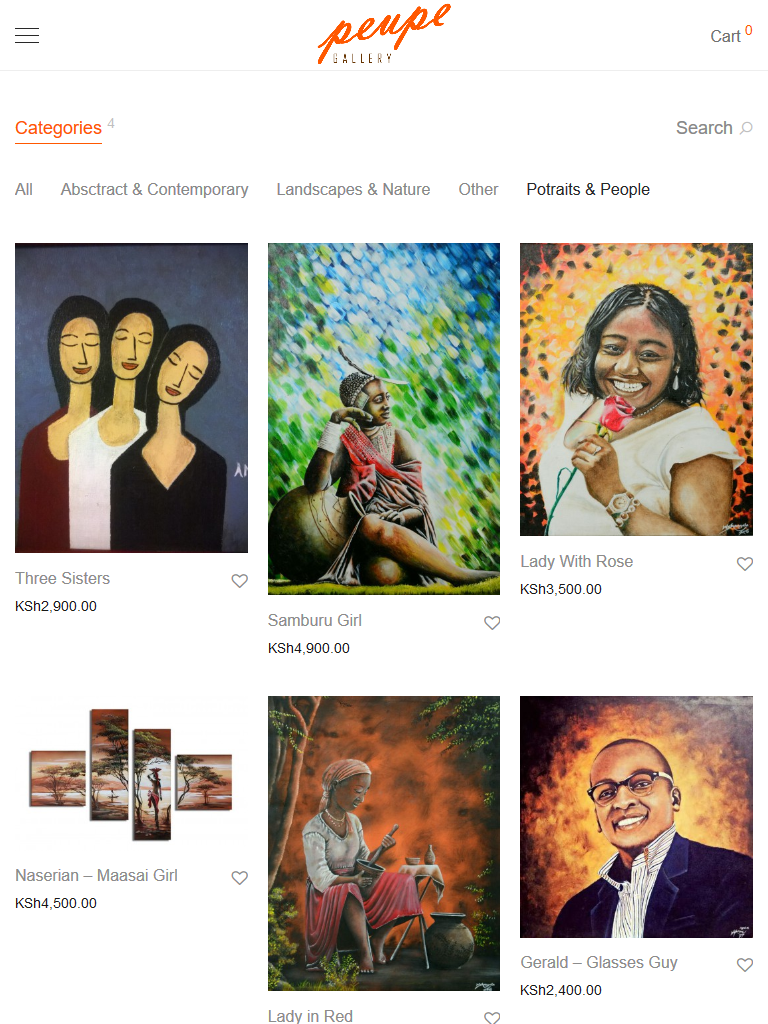 peupe
GALLERY
Cart 0
Categories 4
Search
All Absctract & Contemporary Landscapes & Nature Other Potraits & People
Three Sisters
KSh2,900.00
Samburu Girl
KSh4,900.00
Lady With Rose
KSh3,500.00
Naserian – Maasai Girl
KSh4,500.00
Lady in Red
Gerald – Glasses Guy
KSh2,400.00